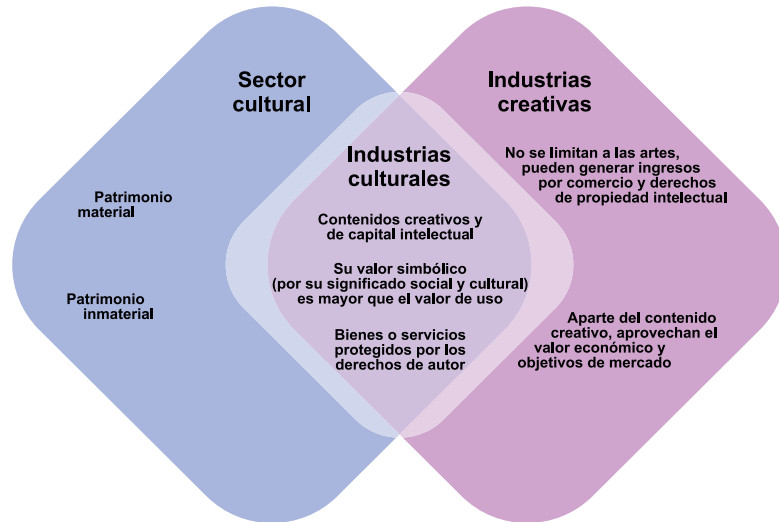 Sector
cultural
Patrimonio
material
Patrimonio
inmaterial
Industrias
culturales
Contenidos creativos y
de capital intelectual
Su valor simbólico
(por su significado social y cultural)
es mayor que el valor de uso
Bienes o servicios
protegidos por los
derechos de autor
Industrias
creativas
No se limitan a las artes,
pueden generar ingresos
por comercio y derechos
de propiedad intelectual
Aparte del contenido
creativo, aprovechan el
valor económico y
objetivos de mercado